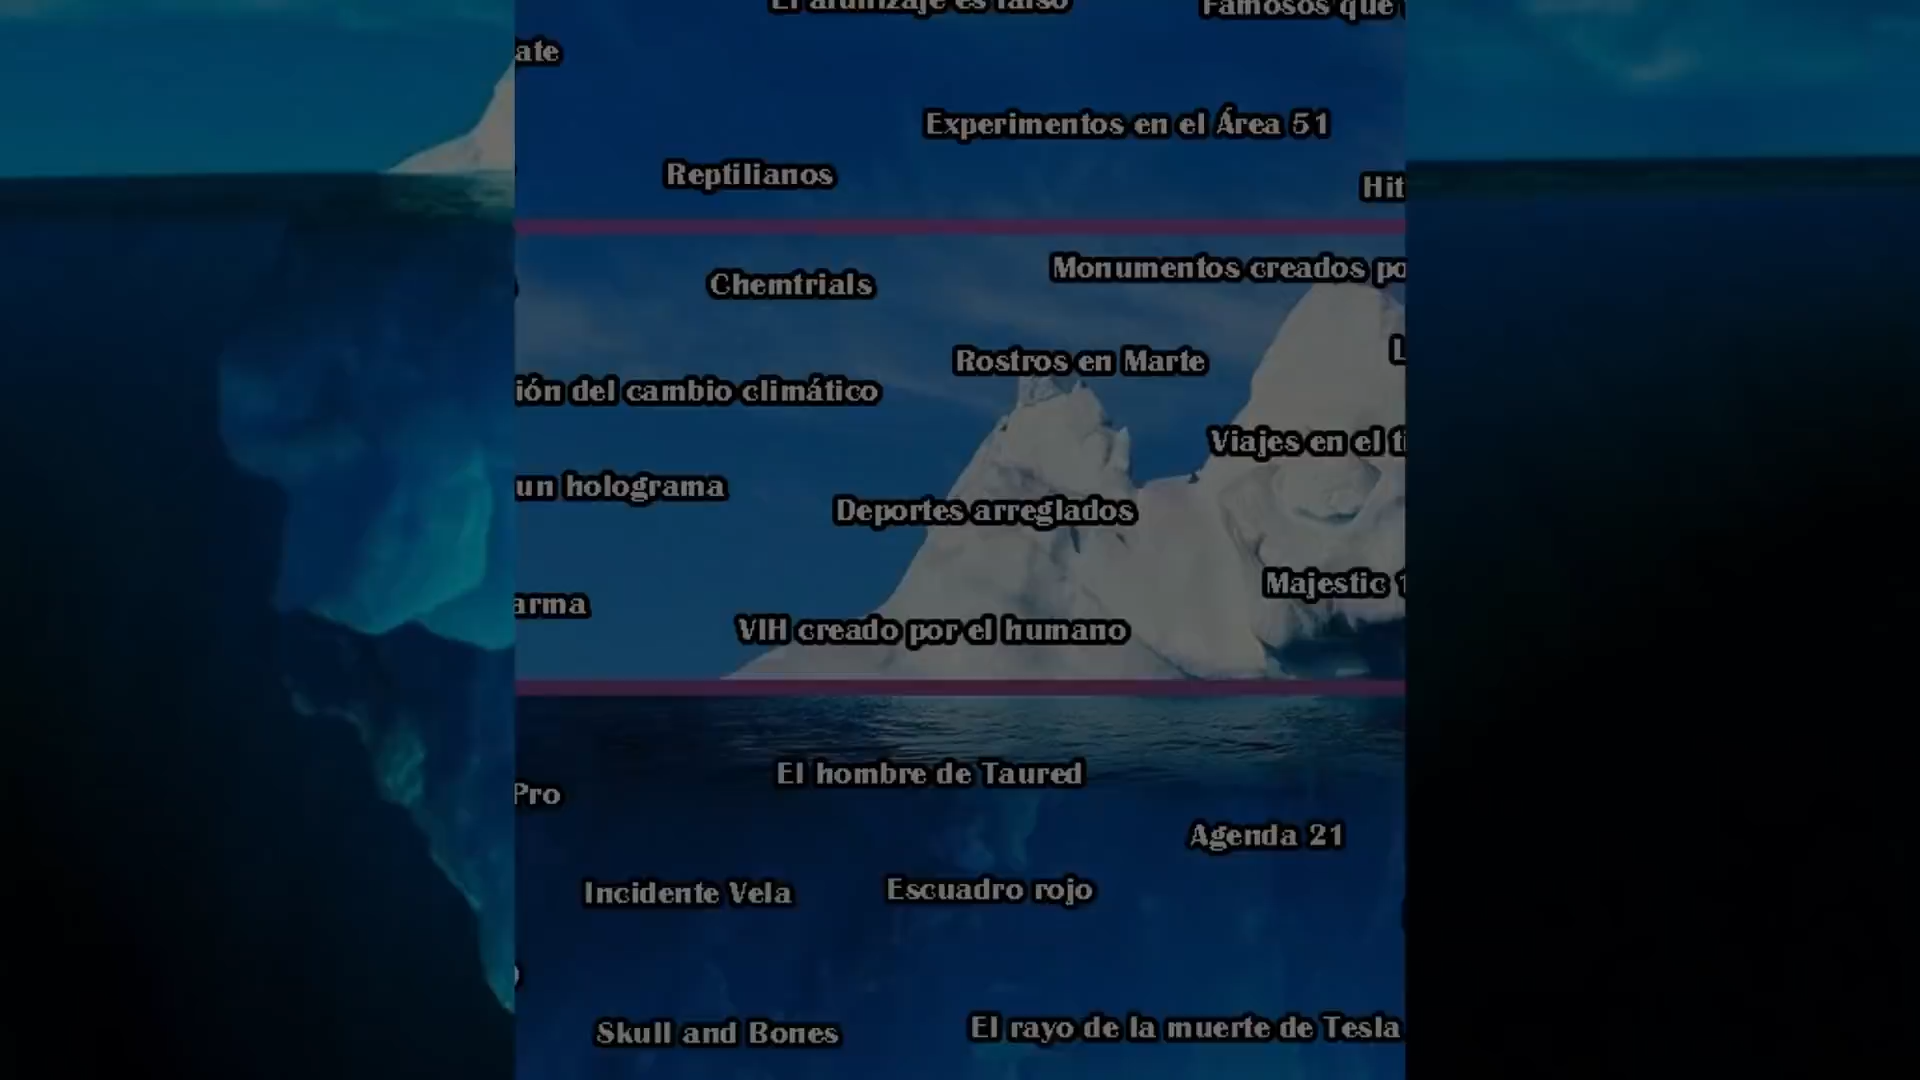 El alunizaje es falso
Famosos que
ate
Experimentos en el Área 51
Reptilianos
Hit
Monumentos creados po
Chemtrials
Rostros en Marte
L
ión del cambio climático
Viajes en el ti
un holograma
Deportes arreglados
Majestic 1
arma
VIH creado por el humano
El hombre de Taured
Pro
Agenda 21
Incidente Vela
Escuadro rojo
Skull and Bones
El rayo de la muerte de Tesla